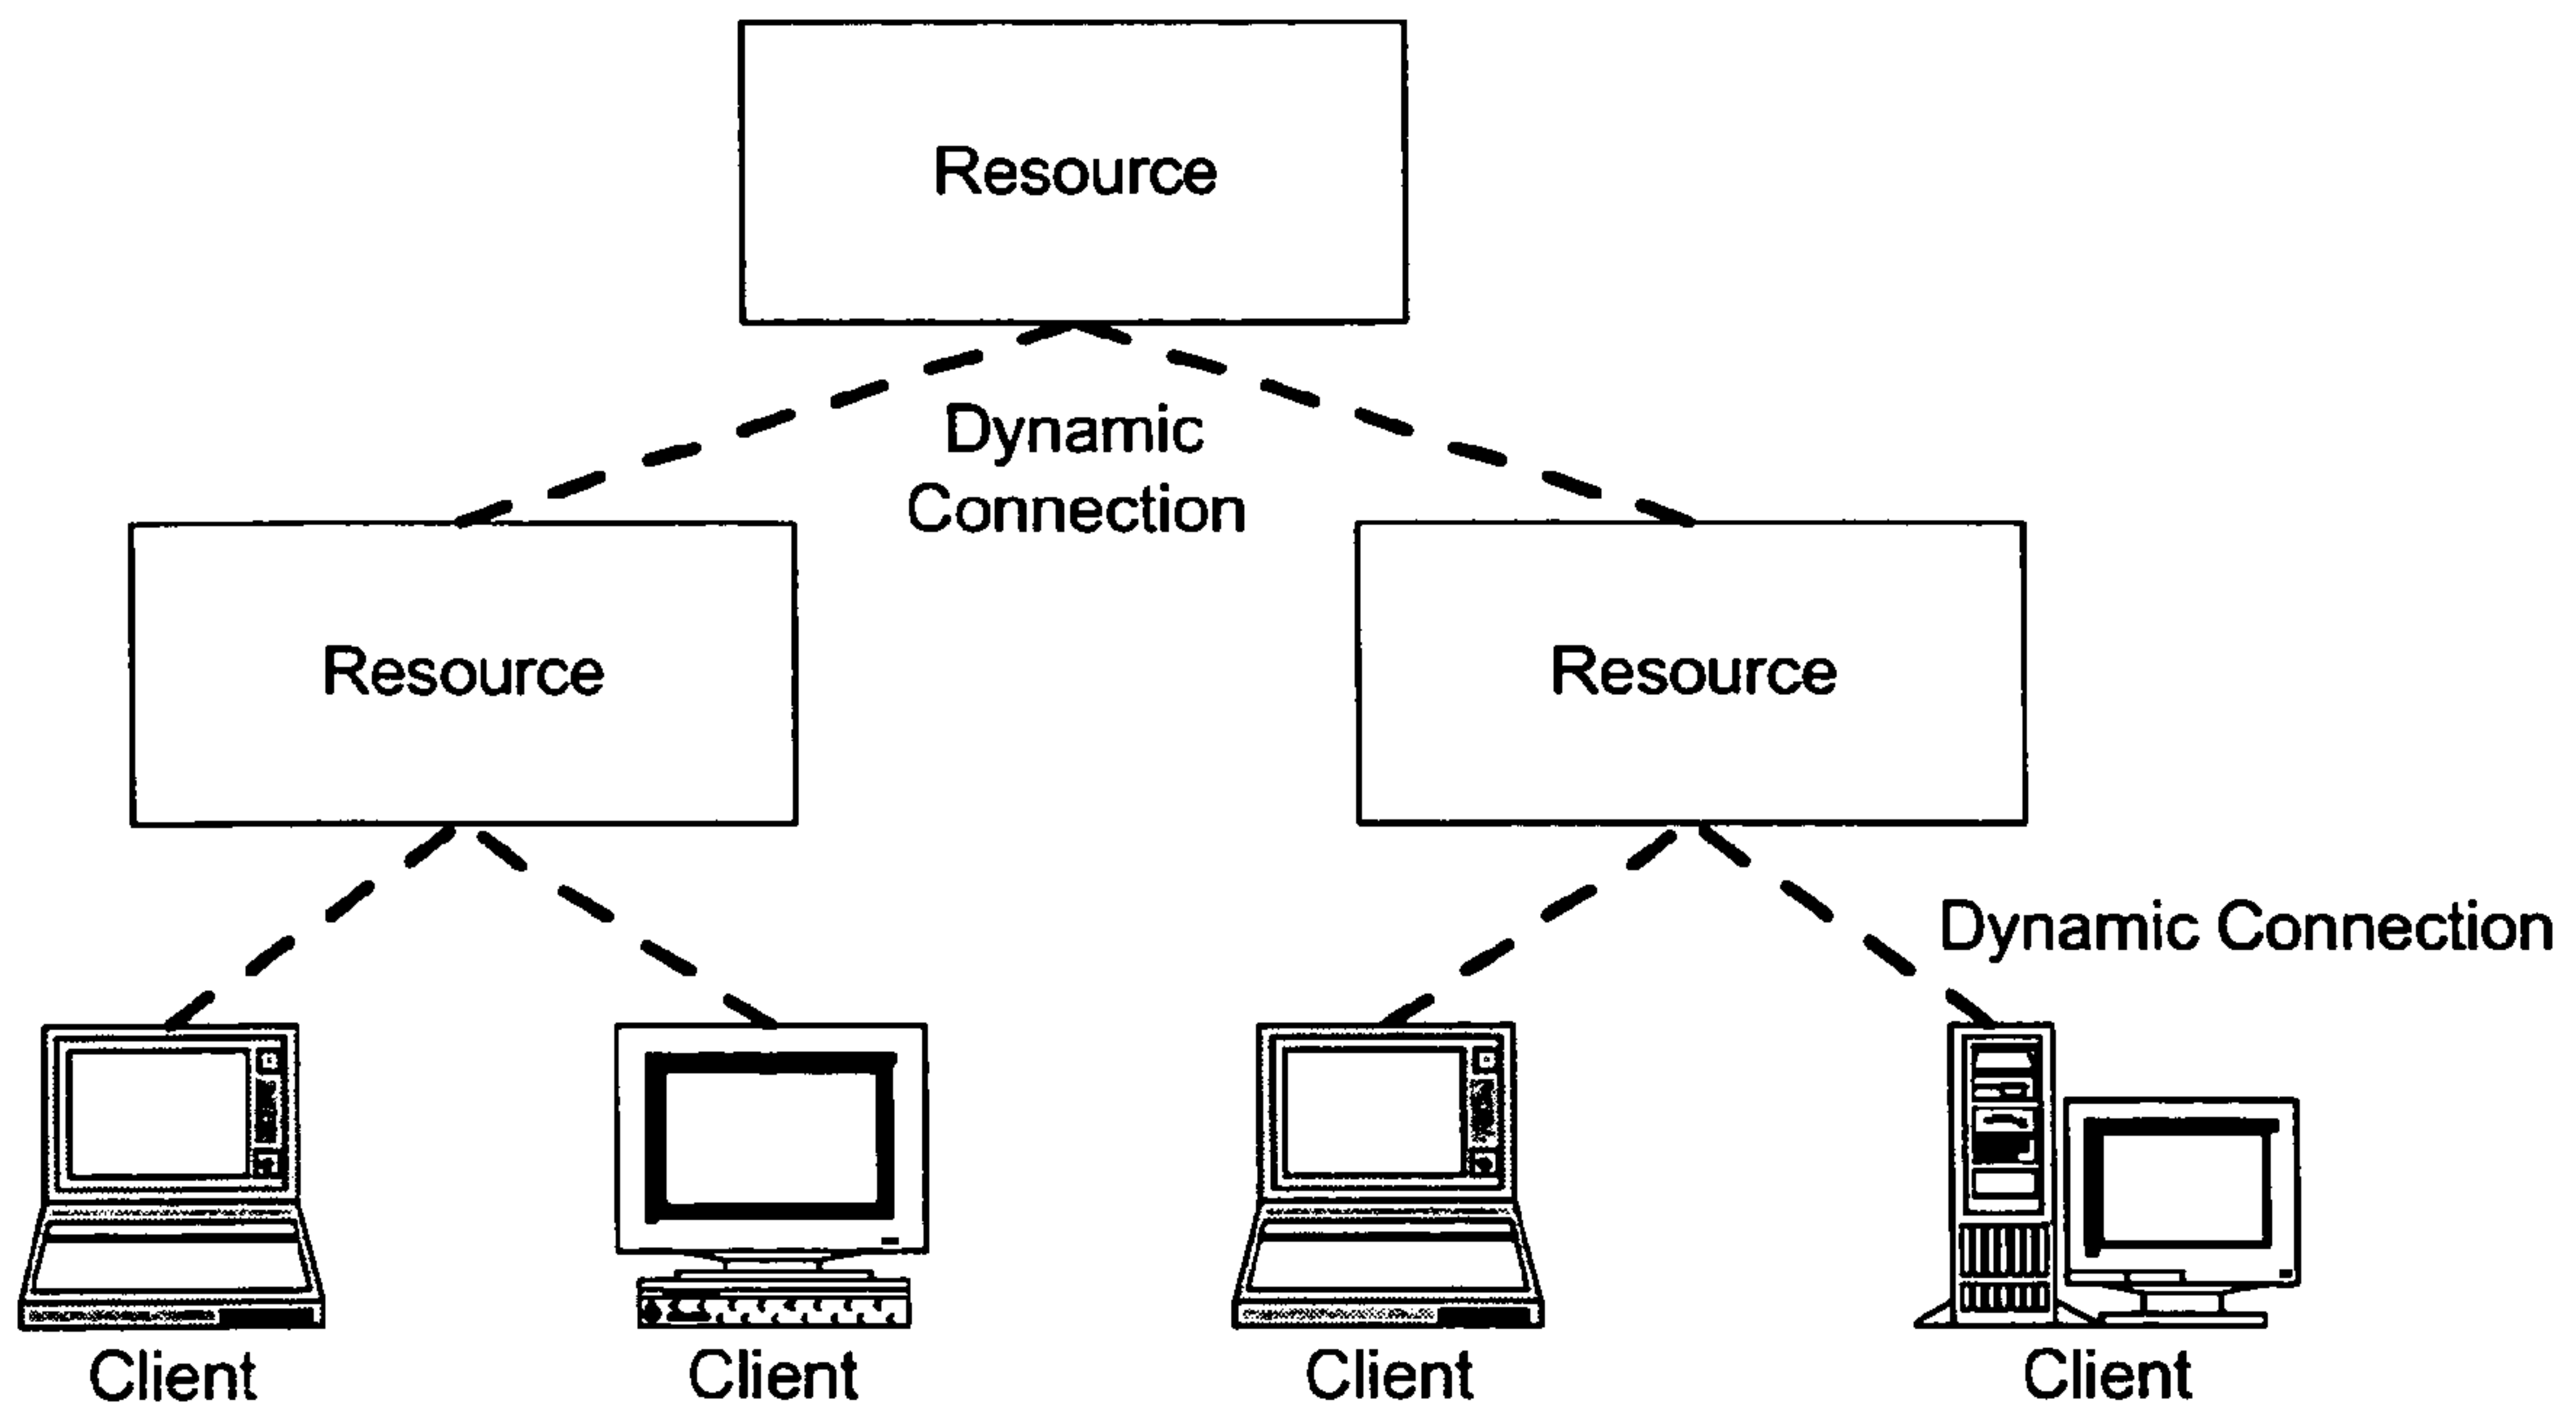 Resource
Dynamic
Connection
Resource
Resource
Dynamic Connection
Client
Client
Client
Client